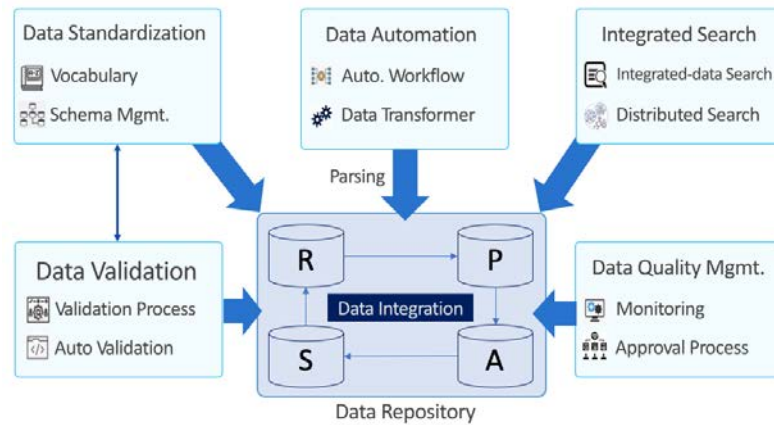 Data Standardization
Vocabulary
Schema Mgmt.
Data Automation
Auto. Workflow
Data Transformer
Integrated Search
Integrated-data Search
Distributed Search
Parsing
Data Validation
Validation Process
Auto Validation
R
P
Data Integration
S
A
Data Repository
Data Quality Mgmt.
Monitoring
Approval Process